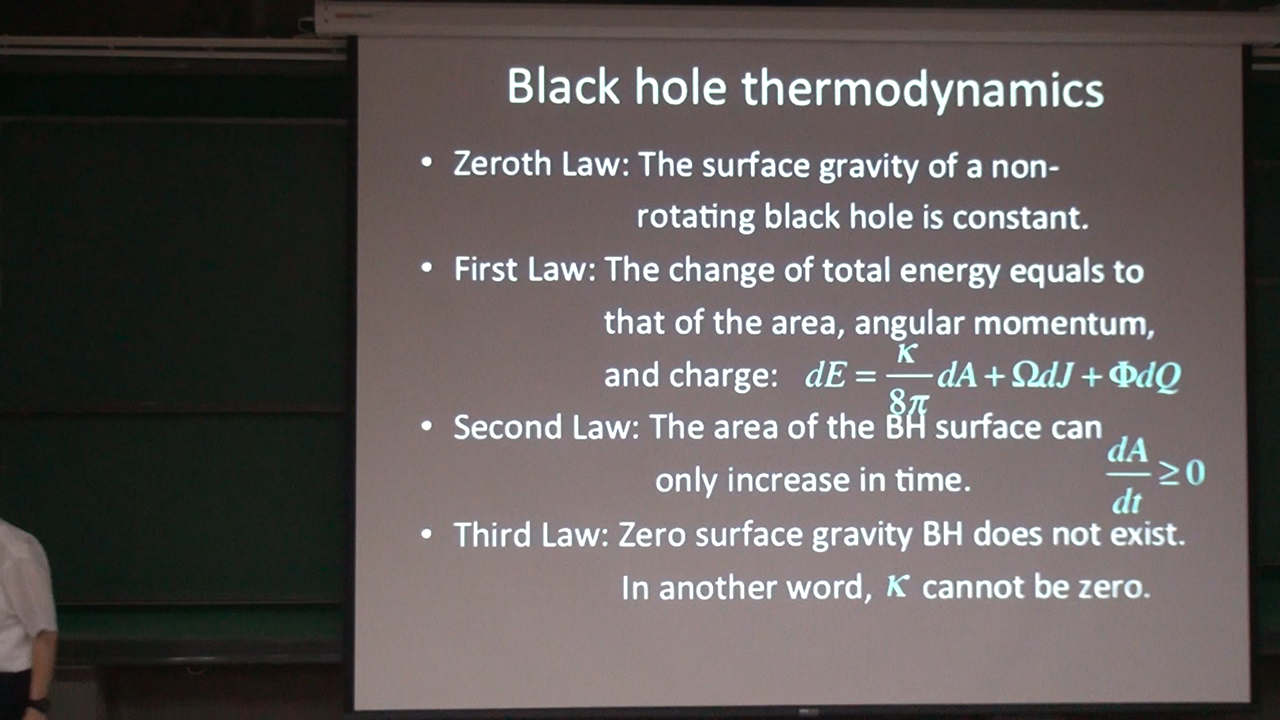 Black hole thermodynamics
• Zeroth Law: The surface gravity of a non-
rotating black hole is constant.
• First Law: The change of total energy equals to
that of the area, angular momentum,
and charge: dE = κ/8π dA + ΩdJ + ΦdQ
• Second Law: The area of the BH surface can
only increase in time. dA/dt ≥ 0
• Third Law: Zero surface gravity BH does not exist.
In another word, κ cannot be zero.